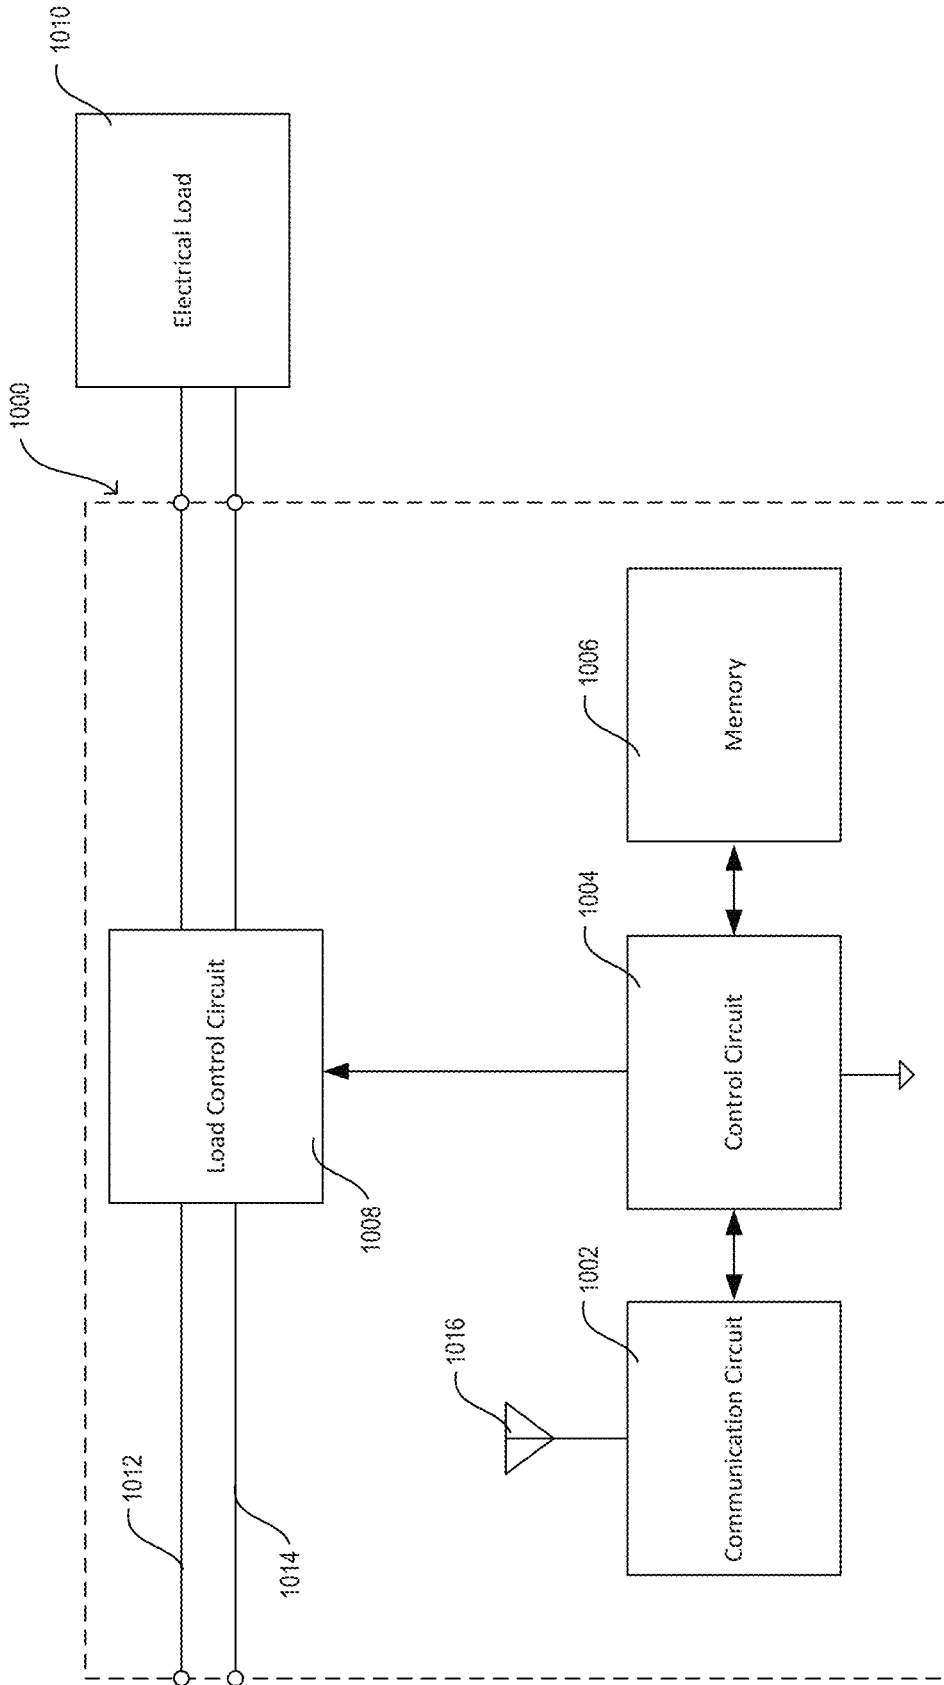 1010
Electrical Load
1000
Load Control Circuit
1008
1012
1014
1016
1002
Communication Circuit
1004
Control Circuit
1006
Memory